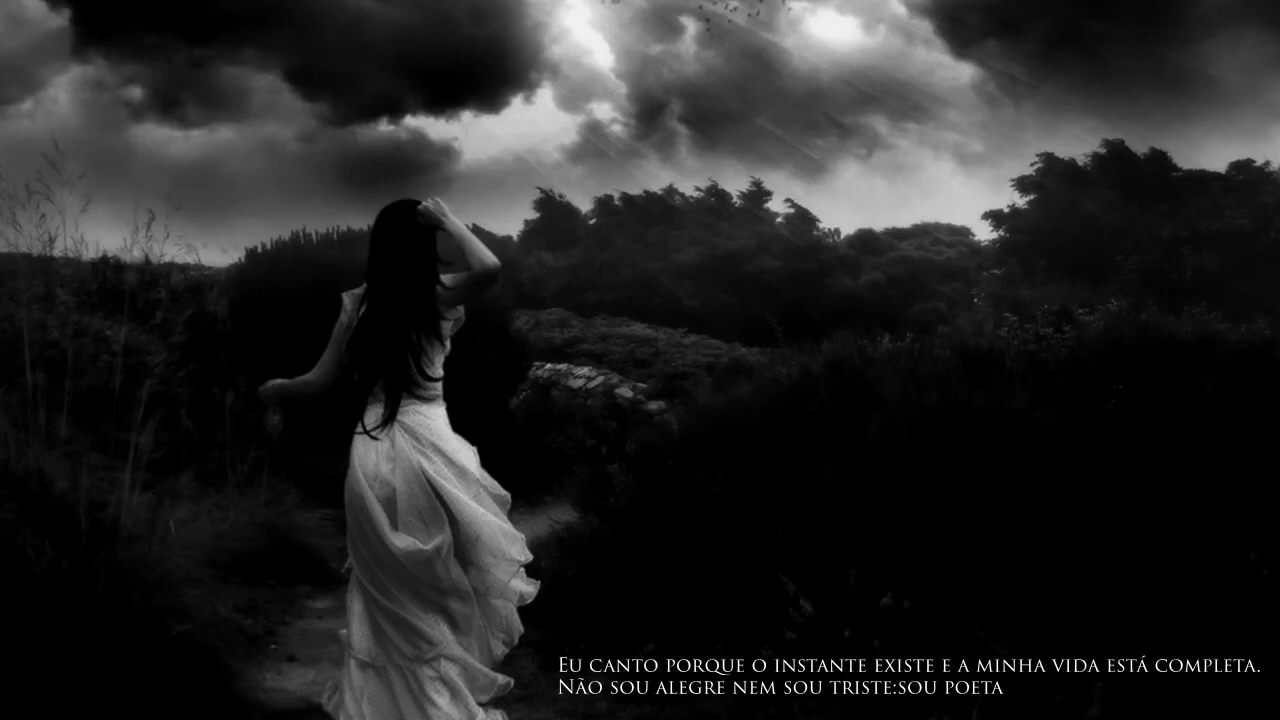 Eu canto porque o instante existe e a minha vida está completa.
Não sou alegre nem sou triste:sou poeta